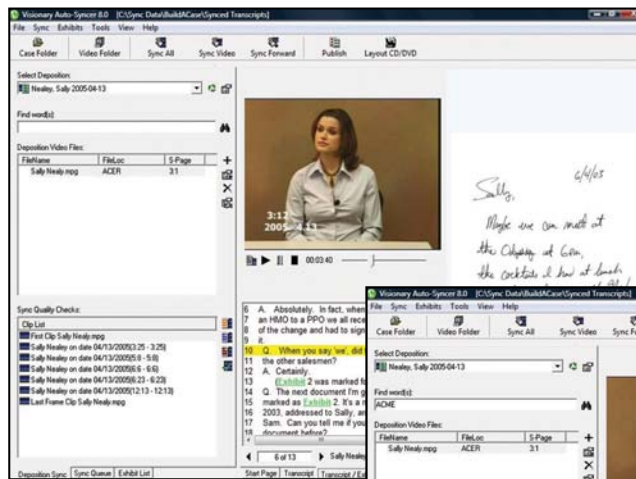 Visionary Auto-Syncer 8.0 [C:\Sync Data\BuildACase\Synced Transcripts]
File Sync Exhibits Tools View Help
Case Folder Video Folder Sync All Sync Video Sync Forward Publish Layout CD/DVD
Select Deposition:
Nealey, Sally 2005-04-13
Find word(s):
Deposition Video Files:
FileName FileLoc S-Page
Sally Nealy.mpg ACER 3:1
3:12
2005 4 13
00:03:40
6/4/03
Sally,
Maybe we can meet at
the Odyssey at 6pm,
the cocktails I had at lunch
Sync Quality Checks:
Clip List
First Clip Sally Nealy.mpg
Sally Nealey on date 04/13/2005(3:25 - 3:25)
Sally Nealey on date 04/13/2005(5:8 - 5:8)
Sally Nealey on date 04/13/2005(6:6 - 6:6)
Sally Nealey on date 04/13/2005(6:23 - 6:23)
Sally Nealey on date 04/13/2005(12:13 - 12:13)
Last Frame Clip Sally Nealy.mpg
6 A. Absolutely. In fact, when
7 an HMO to a PPO we all rece
8 of the change and had to sign
9 it.
10 Q. When you say 'we', did
11 the other salesmen?
12 A. Certainly.
13 (Exhibit 2 was marked f
14 Q. The next document I'm g
15 marked as Exhibit 2. It's a
16 2003, addressed to Sally, an
17 Sam. Can you tell me if you
18 document before?
6 of 13 Sally Nealey
Deposition Sync Sync Queue Exhibit List Start Page Transcript Transcript / Ex
Visionary Auto-Syncer 8.0 [C:\Sync Data\BuildACase\Synced Transcripts]
File Sync Exhibits Tools View Help
Case Folder Video Folder Sync All Sync Video Sync Forw
Select Deposition:
Nealey, Sally 2005-04-13
Find word(s):
ACME
Deposition Video Files:
FileName FileLoc S-Page
Sally Nealy.mpg ACER 3:1